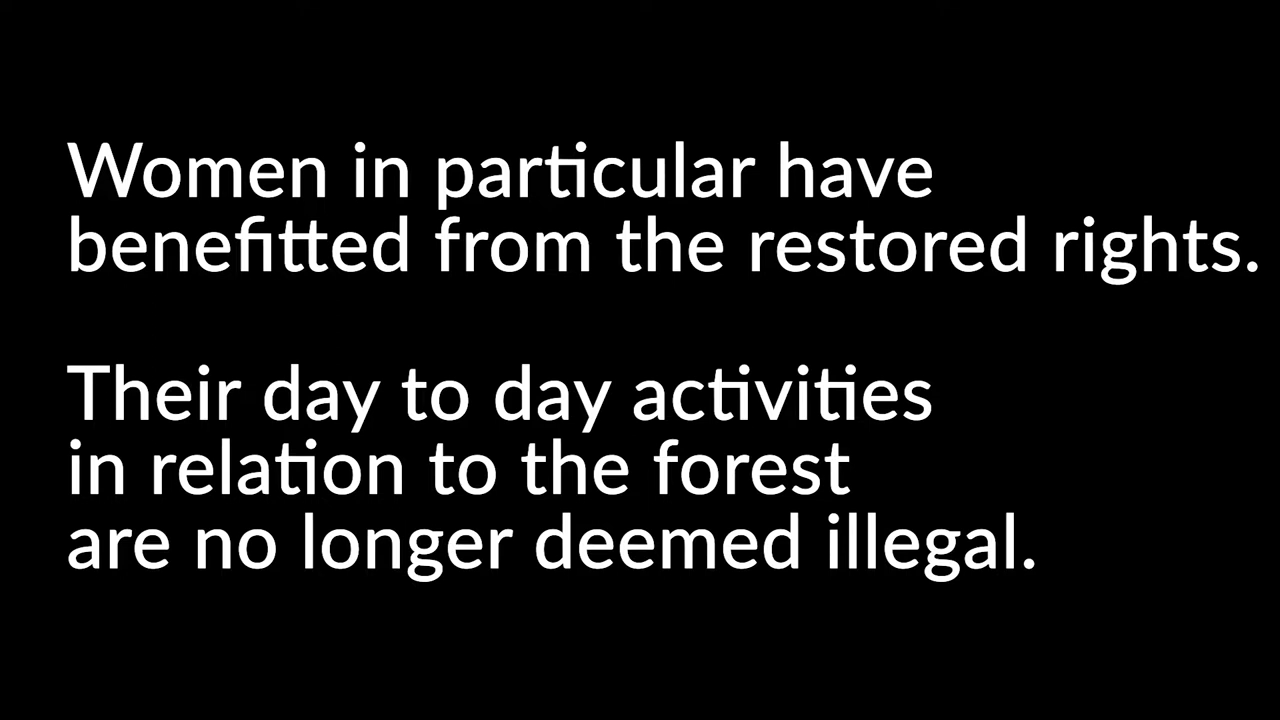 Women in particular have
benefitted from the restored rights.
Their day to day activities
in relation to the forest
are no longer deemed illegal.